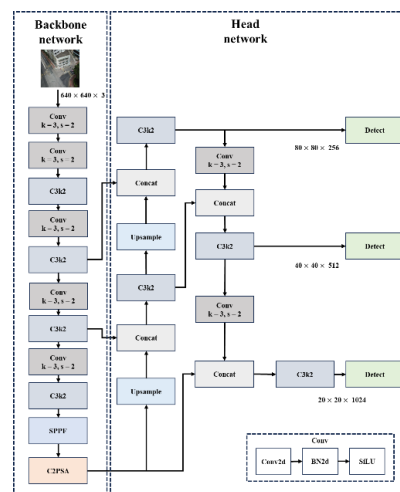 Backbone
network
640 × 640 × 3
Conv
k−3, s−2
Conv
k−3, s−2
C3k2
Conv
k−3, s−2
C3k2
Conv
k−3, s−2
C3k2
Conv
k−3, s−2
C3k2
SPPF
C2PSA
Head
network
C3k2
Concat
Upsample
C3k2
Concat
Upsample
Conv
k−3, s−2
Concat
C3k2
Conv
k−3, s−2
Concat
C3k2
Detect
80 × 80 × 256
Detect
40 × 40 × 512
Detect
20 × 20 × 1024
Conv
Conv2d
BN2d
SiLU